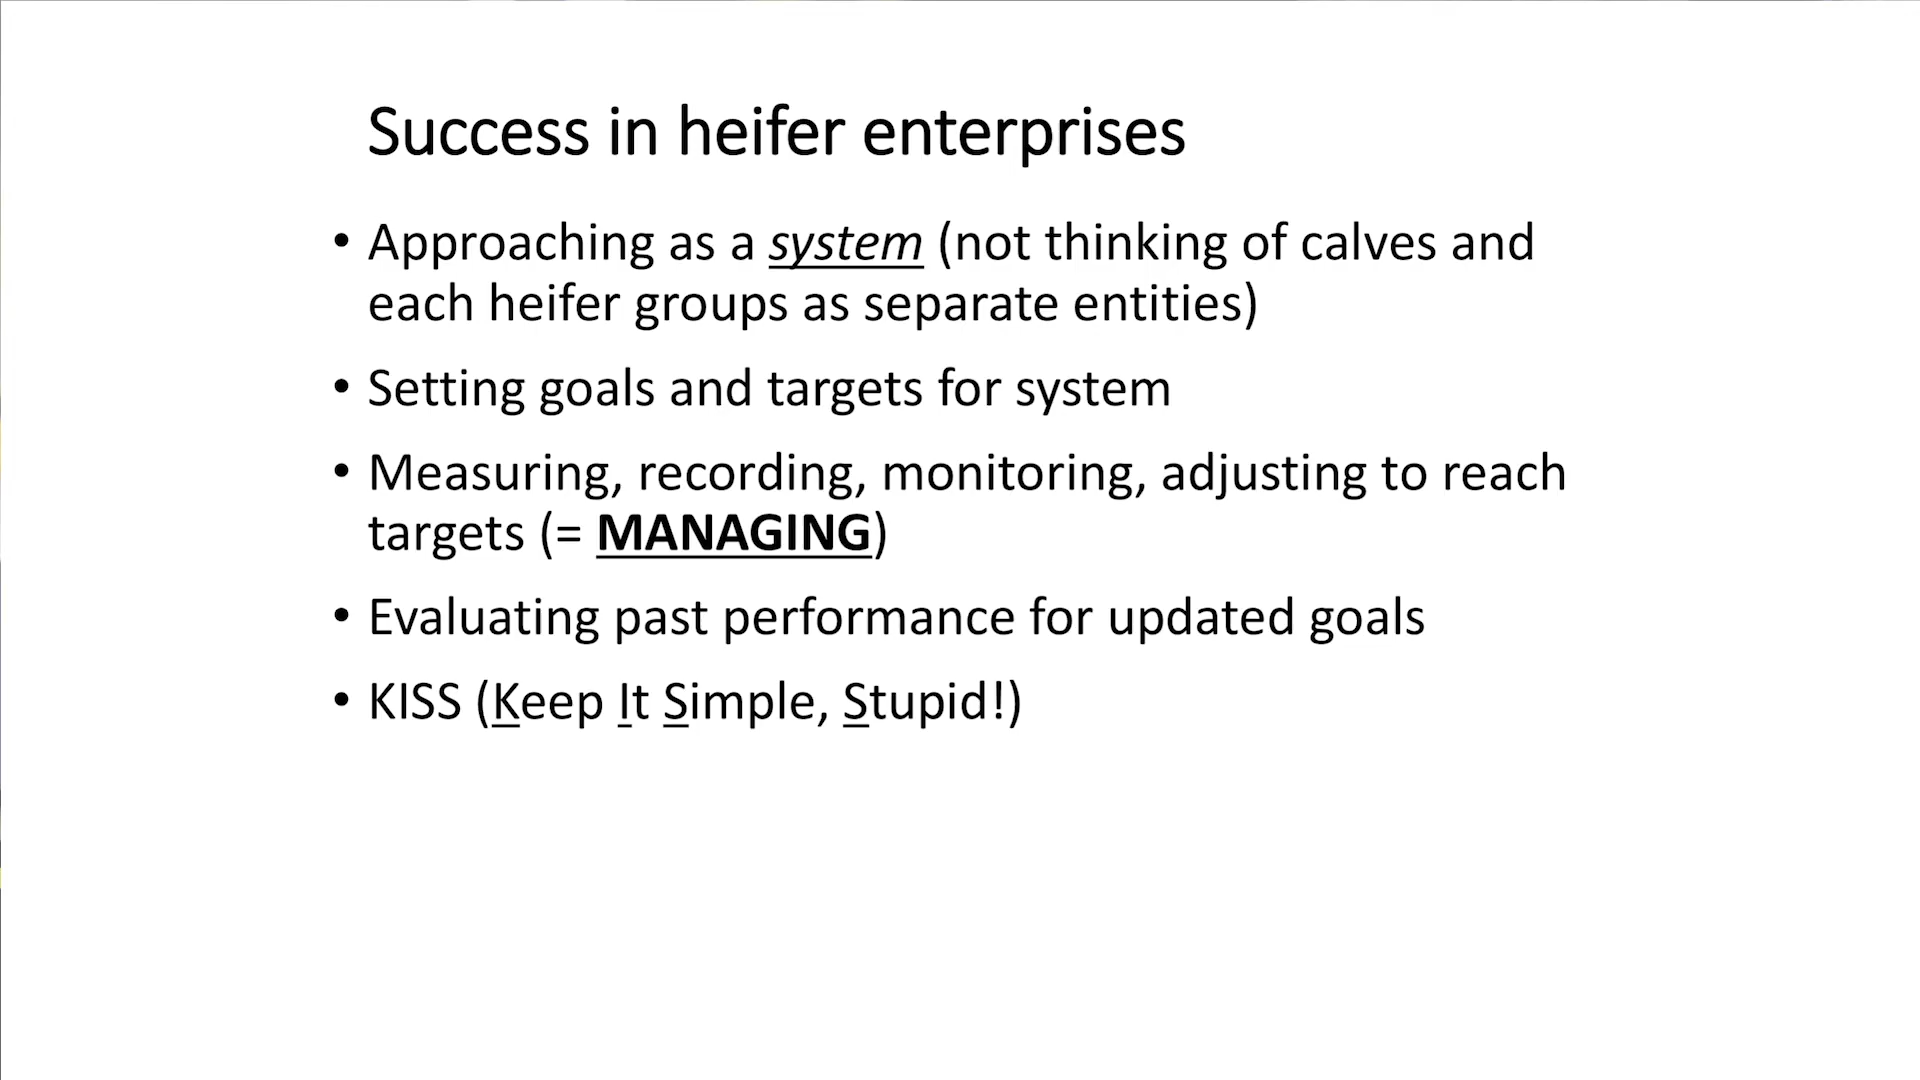 Success in heifer enterprises
• Approaching as a system (not thinking of calves and
each heifer groups as separate entities)
• Setting goals and targets for system
• Measuring, recording, monitoring, adjusting to reach
targets (= MANAGING)
• Evaluating past performance for updated goals
• KISS (Keep It Simple, Stupid!)